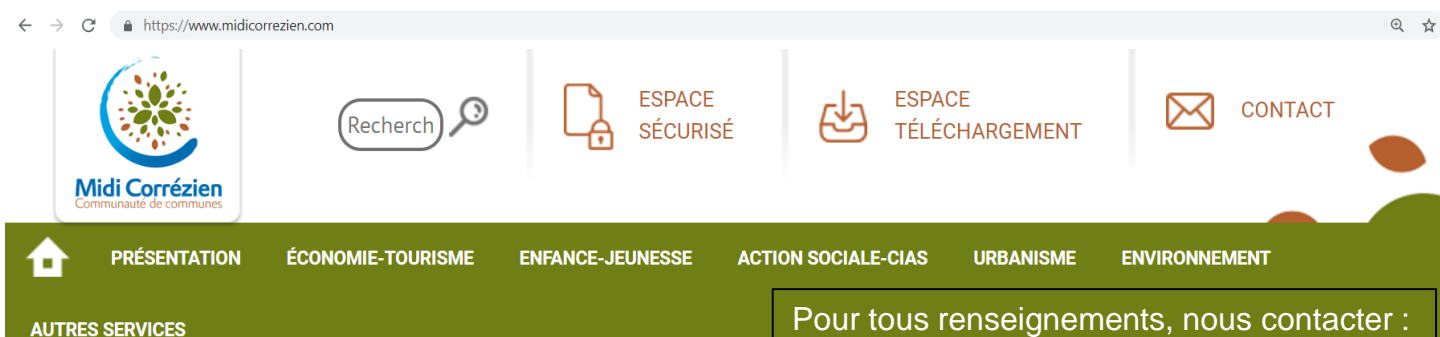 https://www.midicorrezien.com
Recherch
ESPACE
SÉCURISÉ
ESPACE
TÉLÉCHARGEMENT
CONTACT
Midi Corrézien
Communauté de communes
PRÉSENTATION ÉCONOMIE-TOURISME ENFANCE-JEUNESSE ACTION SOCIALE-CIAS URBANISME ENVIRONNEMENT
AUTRES SERVICES
Pour tous renseignements, nous contacter :